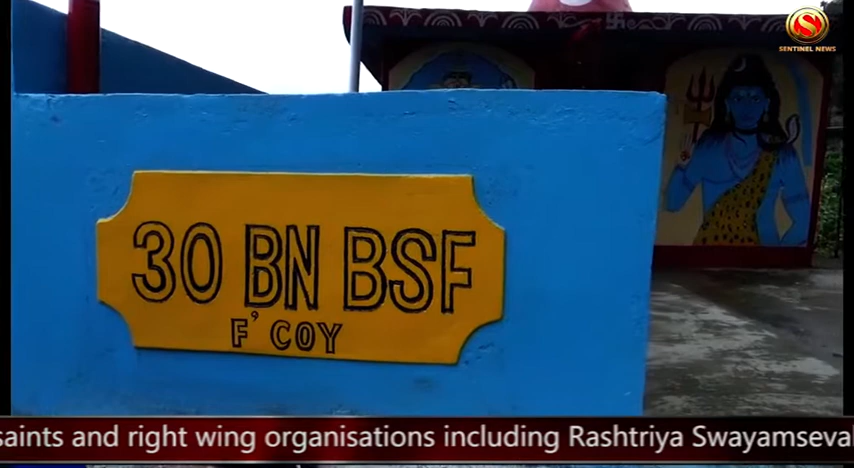 SENTINEL NEWS
30 BN BSF
F' COY
saints and right wing organisations including Rashtriya Swayamseva